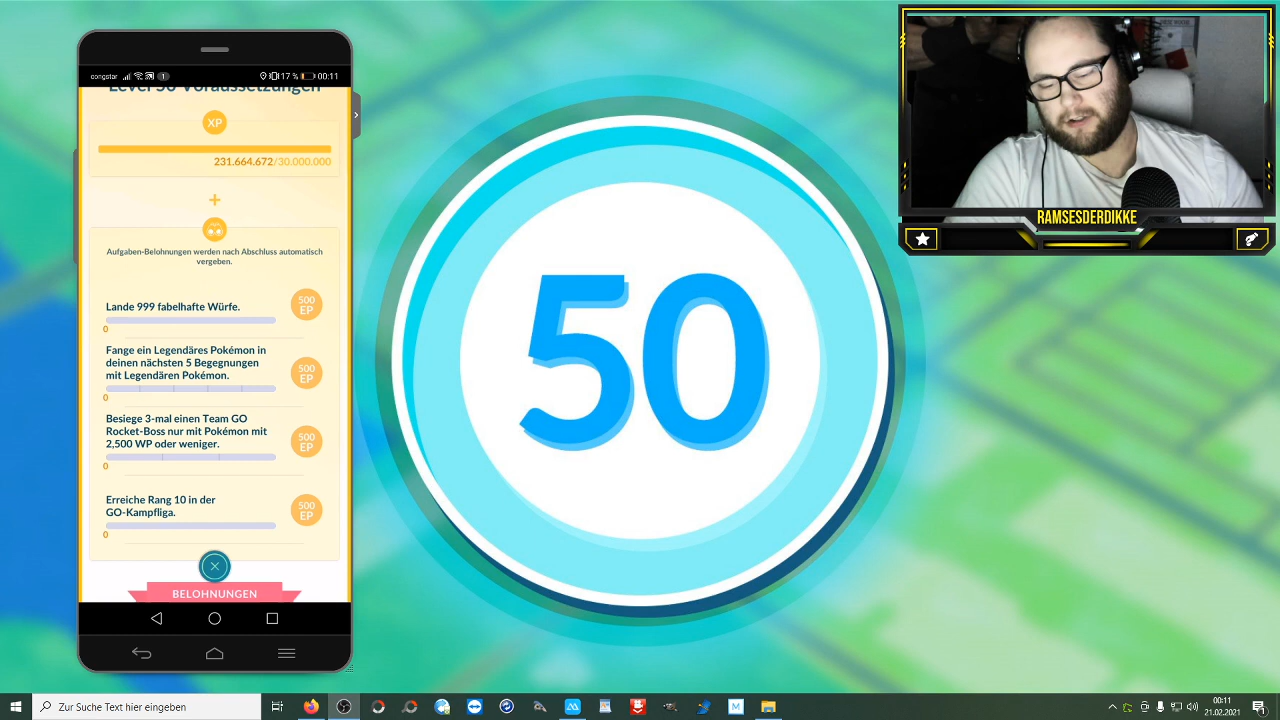 congstar
1
17 %
00:11
Level 50 Voraussetzungen
XP
231.664.672/30.000.000
+
Aufgaben-Belohnungen werden nach Abschluss automatisch
vergeben.
Lande 999 fabelhafte Würfe.
500
EP
0
Fange ein Legendäres Pokémon in
deinen nächsten 5 Begegnungen
mit Legendären Pokémon.
500
EP
0
Besiege 3-mal einen Team GO
Rocket-Boss nur mit Pokémon mit
2,500 WP oder weniger.
500
EP
0
Erreiche Rang 10 in der
GO-Kampfliga.
500
EP
0
BELOHNUNGEN
50
RAMSESDERDIKKE
Zur Suche Text hier eingeben
M
00:11
21.02.2021